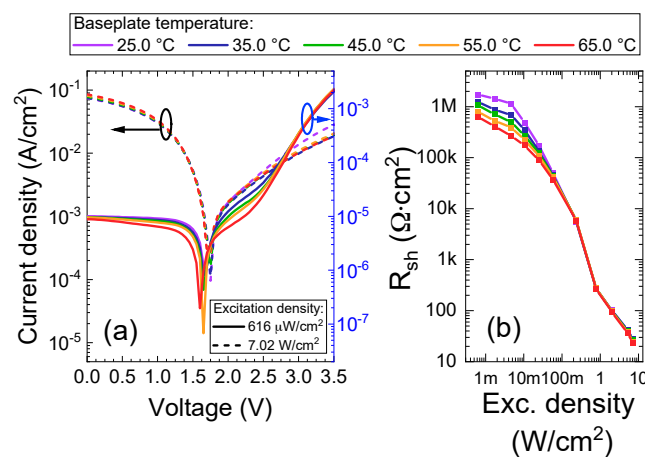 Baseplate temperature:
25.0 °C 35.0 °C 45.0 °C 55.0 °C 65.0 °C
Current density (A/cm²)
10⁻¹
10⁻²
10⁻³
10⁻⁴
10⁻⁵
10⁻³
10⁻⁴
10⁻⁵
10⁻⁶
10⁻⁷
(a)
Excitation density:
616 μW/cm²
7.02 W/cm²
0.0 0.5 1.0 1.5 2.0 2.5 3.0 3.5
Voltage (V)
R_sh (Ω·cm²)
1M
100k
10k
1k
100
10
(b)
1m 10m 100m 1 10
Exc. density
(W/cm²)